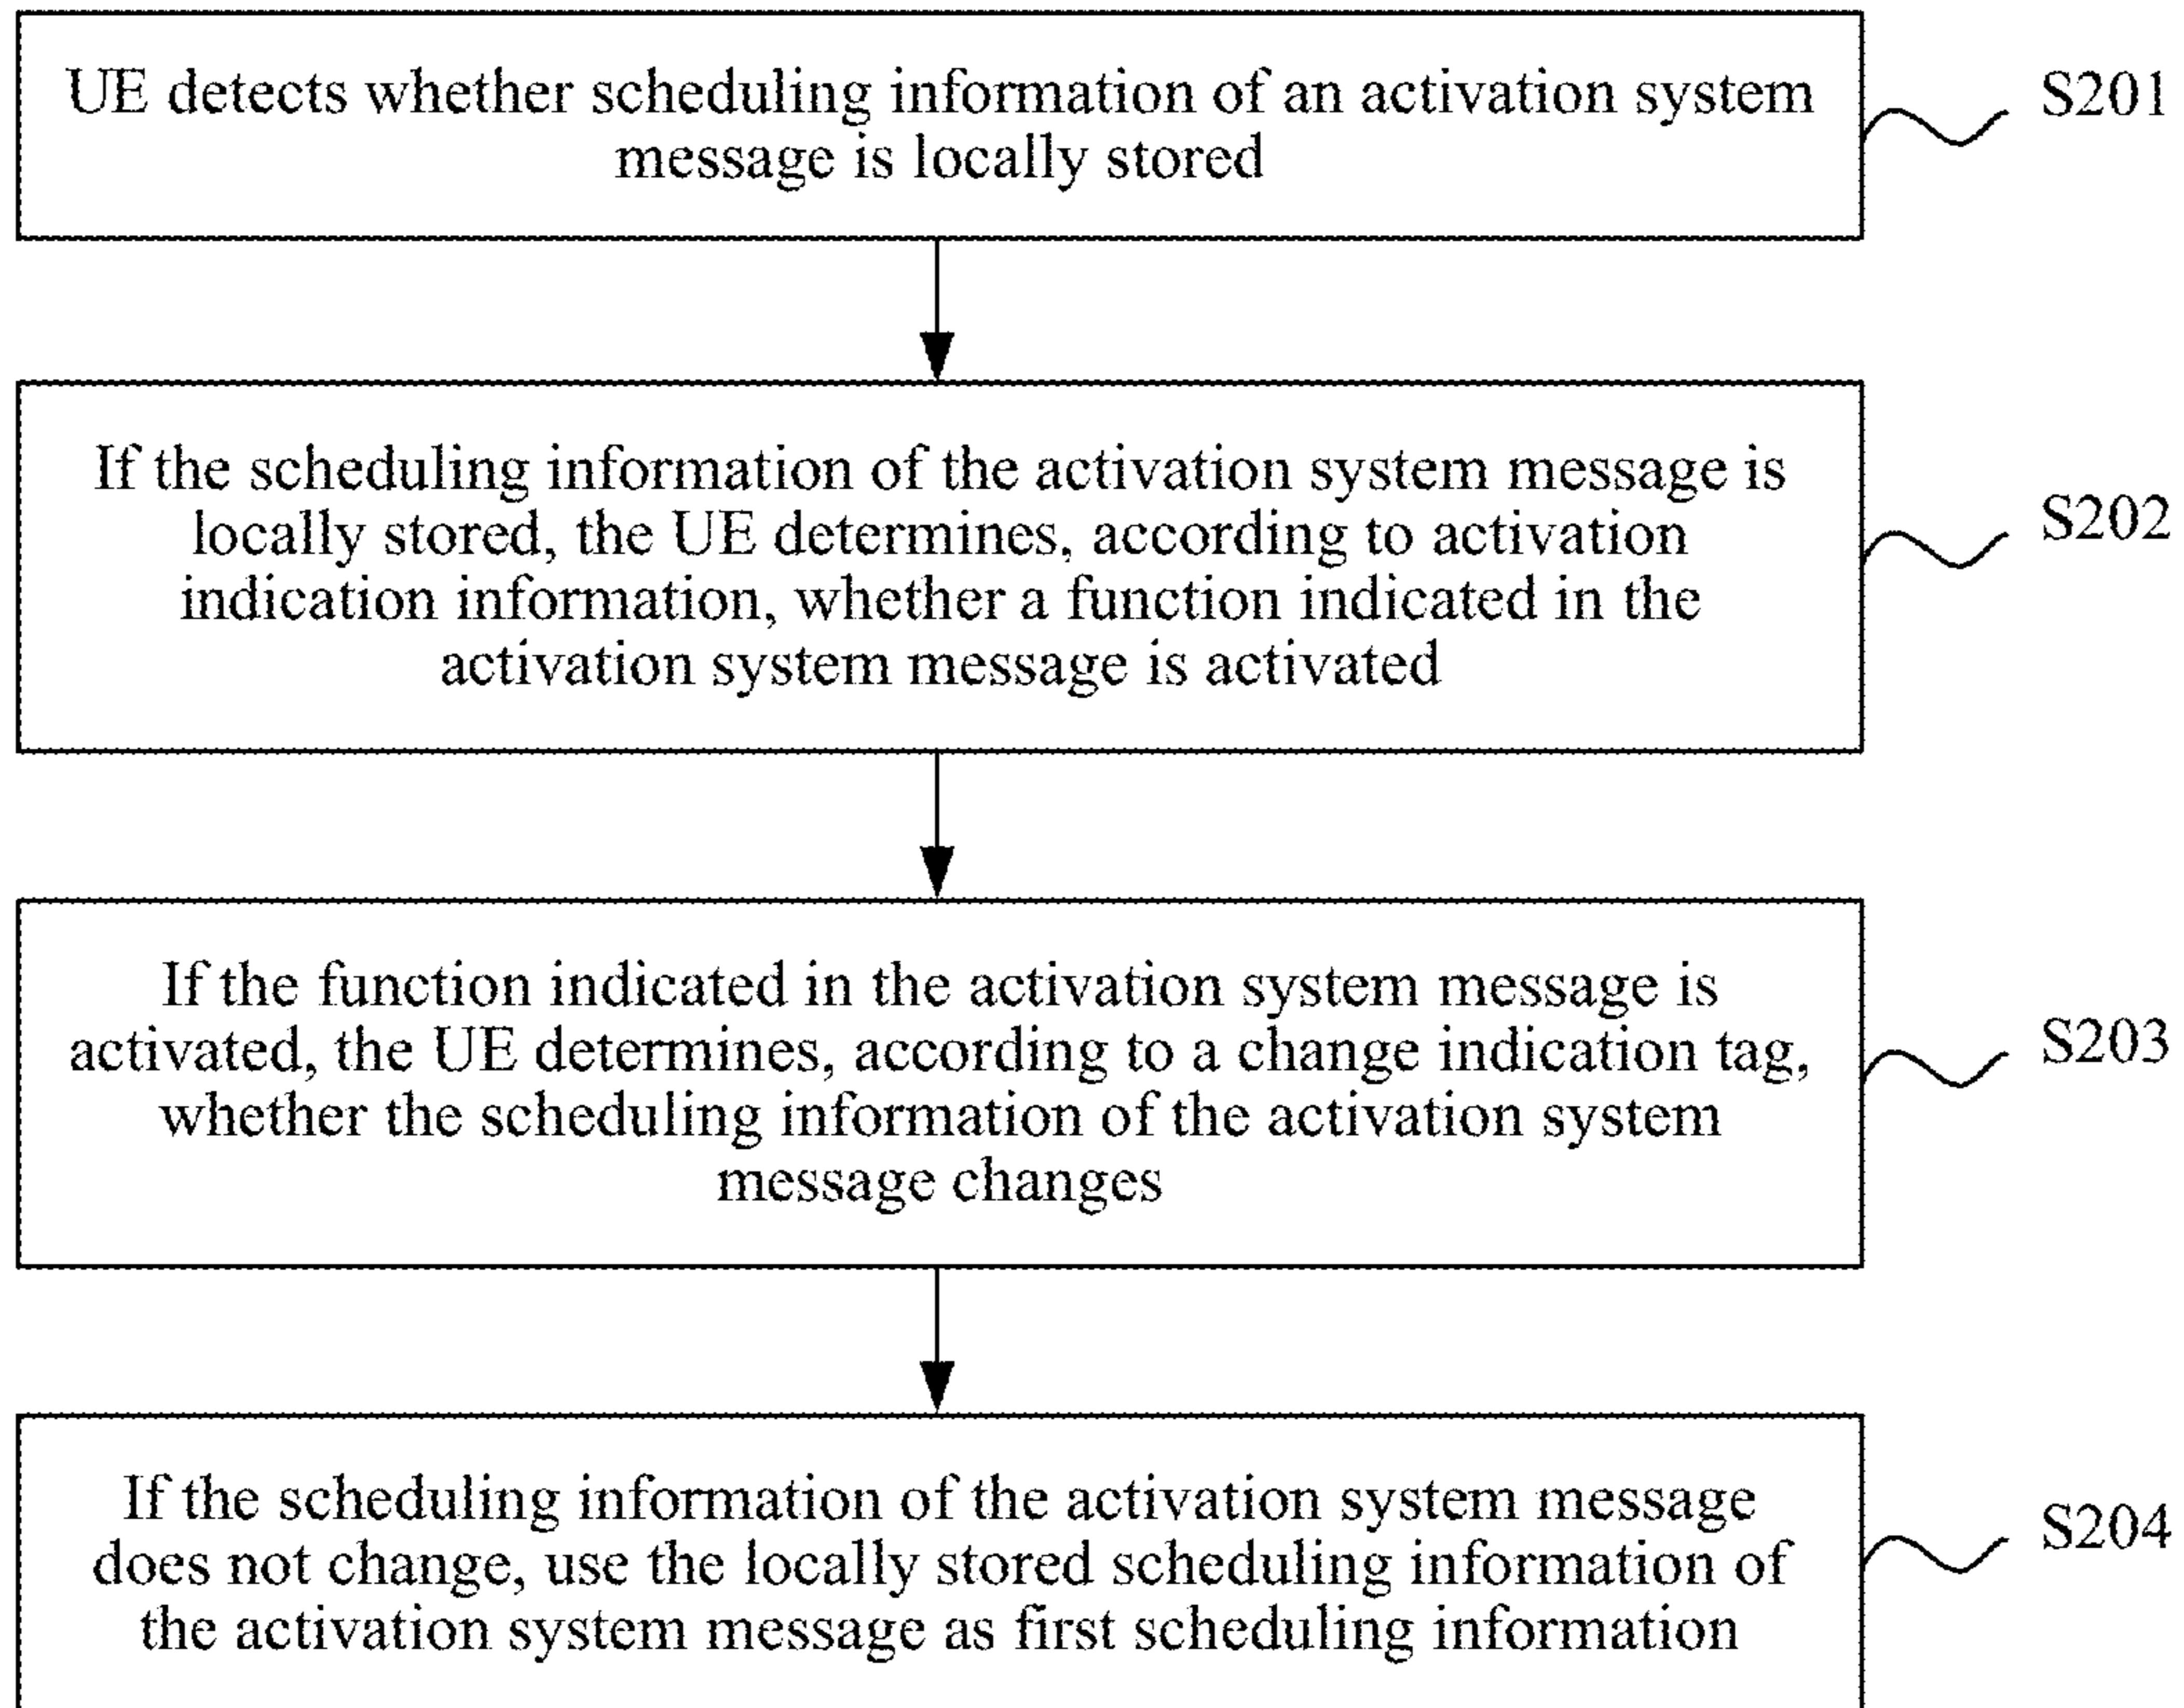 UE detects whether scheduling information of an activation system
message is locally stored
S201
If the scheduling information of the activation system message is
locally stored, the UE determines, according to activation
indication information, whether a function indicated in the
activation system message is activated
S202
If the function indicated in the activation system message is
activated, the UE determines, according to a change indication tag,
whether the scheduling information of the activation system
message changes
S203
If the scheduling information of the activation system message
does not change, use the locally stored scheduling information of
the activation system message as first scheduling information
S204